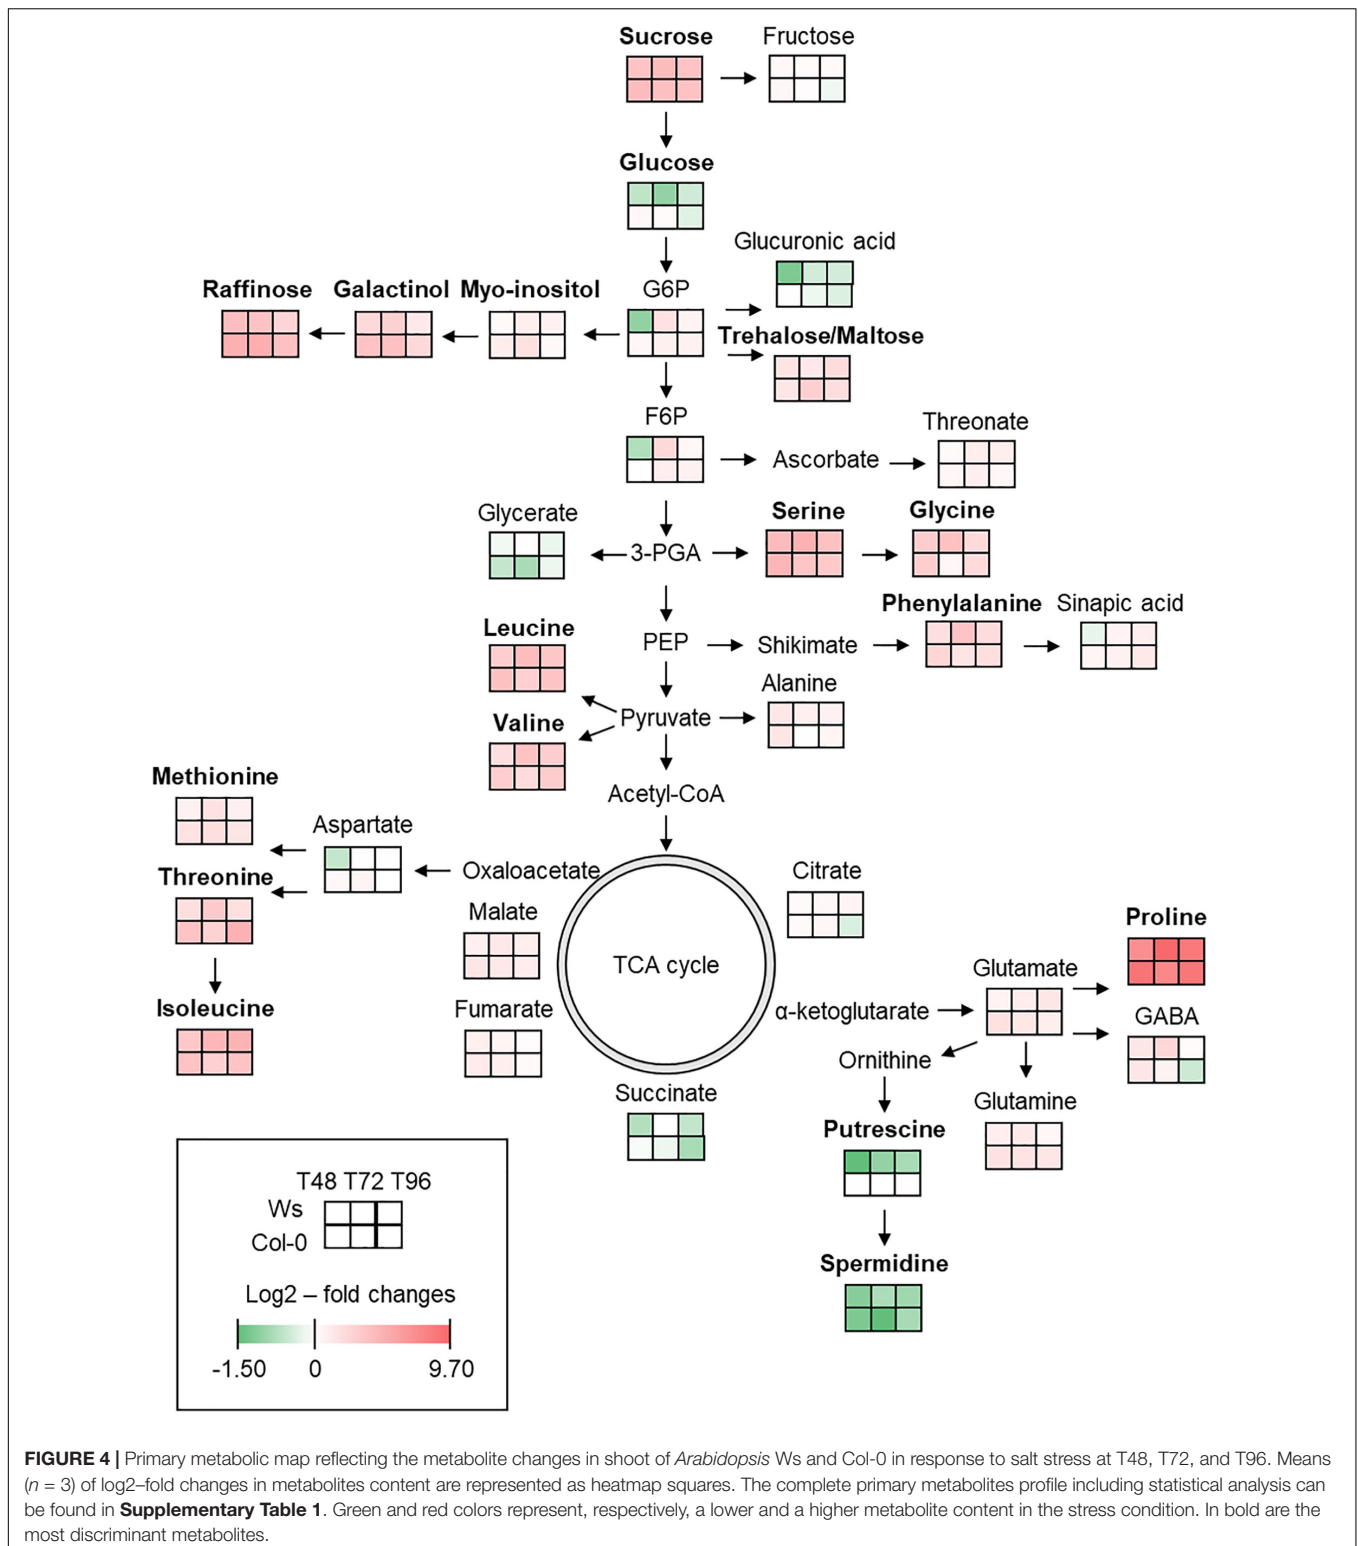 Sucrose
Fructose
Glucose
Glucuronic acid
Raffinose
Galactinol
Myo-inositol
G6P
Trehalose/Maltose
F6P
Threonate
Ascorbate
Glycerate
Serine
Glycine
3-PGA
Phenylalanine
Sinapic acid
Leucine
PEP
Shikimate
Alanine
Valine
Pyruvate
Methionine
Acetyl-CoA
Aspartate
Oxaloacetate
Citrate
Threonine
Malate
Proline
TCA cycle
Glutamate
Isoleucine
Fumarate
α-ketoglutarate
GABA
Ornithine
Succinate
Glutamine
Putrescine
T48 T72 T96
Ws
Col-0
Spermidine
Log2 – fold changes
-1.50 0 9.70
FIGURE 4 | Primary metabolic map reflecting the metabolite changes in shoot of Arabidopsis Ws and Col-0 in response to salt stress at T48, T72, and T96. Means
(n = 3) of log2–fold changes in metabolites content are represented as heatmap squares. The complete primary metabolites profile including statistical analysis can
be found in Supplementary Table 1. Green and red colors represent, respectively, a lower and a higher metabolite content in the stress condition. In bold are the
most discriminant metabolites.